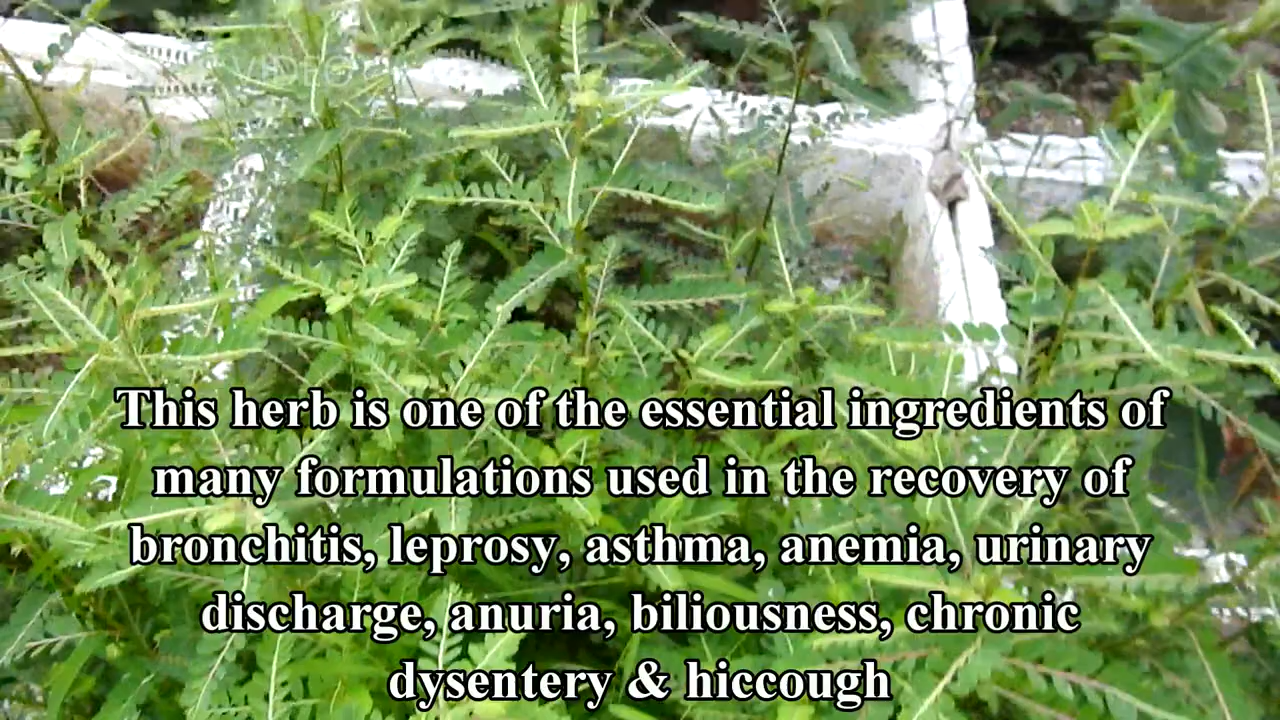 VIDEO
This herb is one of the essential ingredients of
many formulations used in the recovery of
bronchitis, leprosy, asthma, anemia, urinary
discharge, anuria, biliousness, chronic
dysentery & hiccough